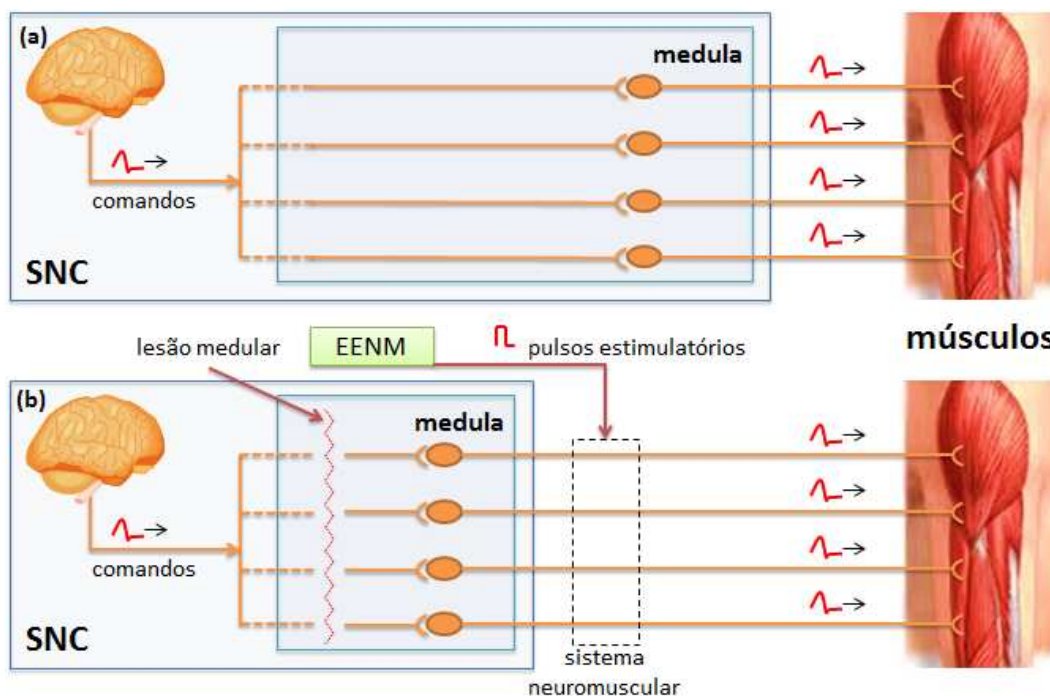 (a)
medula
comandos
SNC
lesão medular
EENM
pulsos estimulatórios
músculos
(b)
medula
comandos
SNC
sistema
neuromuscular